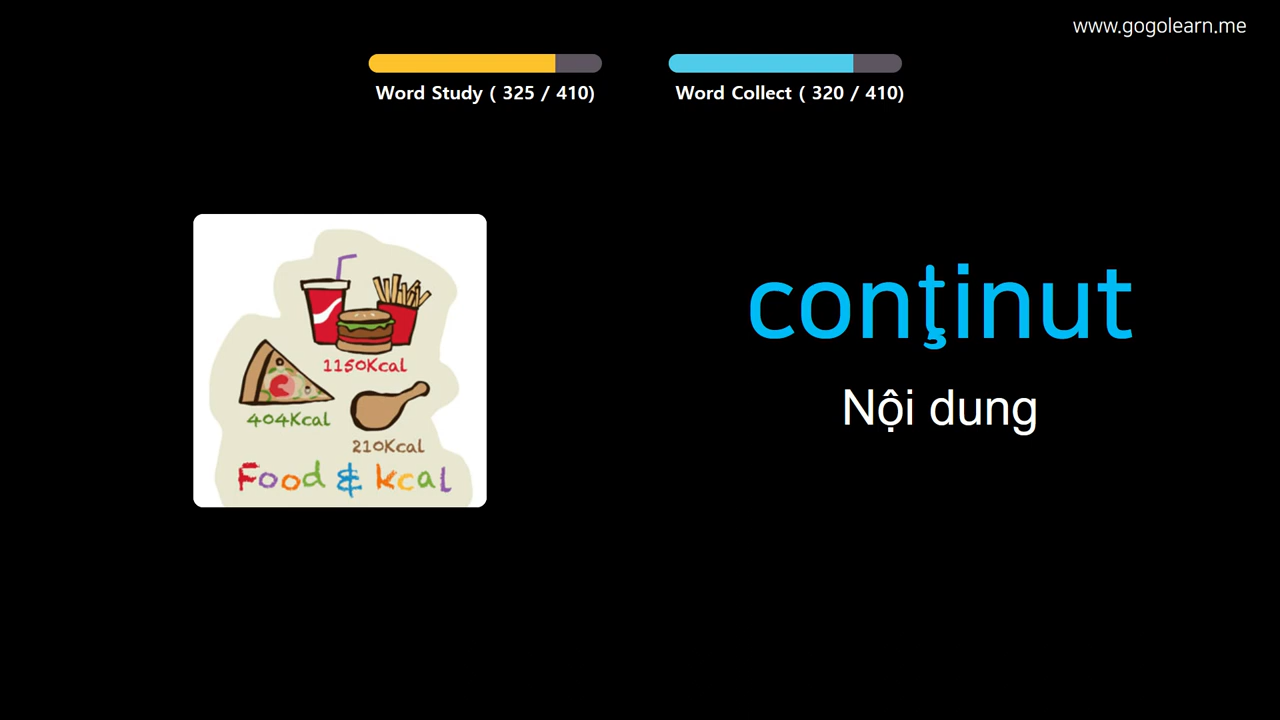 www.gogolearn.me
Word Study ( 325 / 410)
Word Collect ( 320 / 410)
conţinut
Nội dung
1150Kcal
404Kcal
210Kcal
Food & kcal